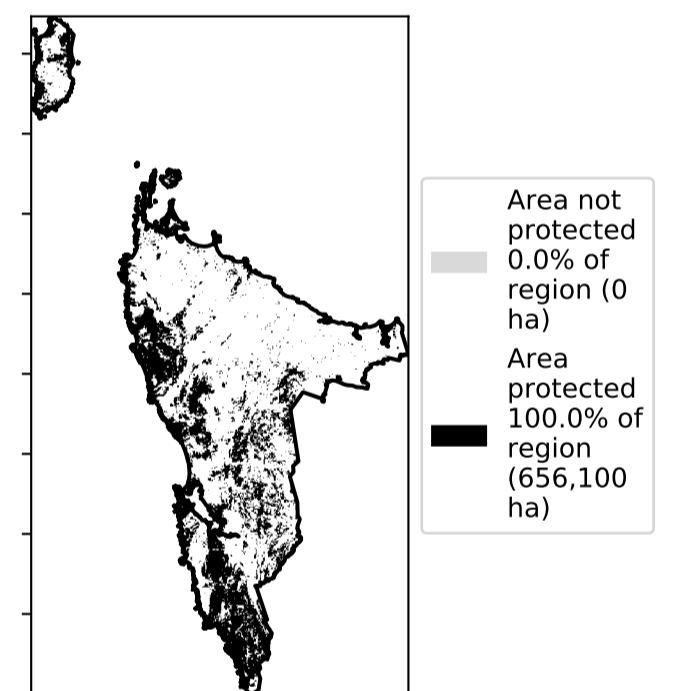 Area not
protected
0.0% of
region (0
ha)
Area
protected
100.0% of
region
(656,100
ha)